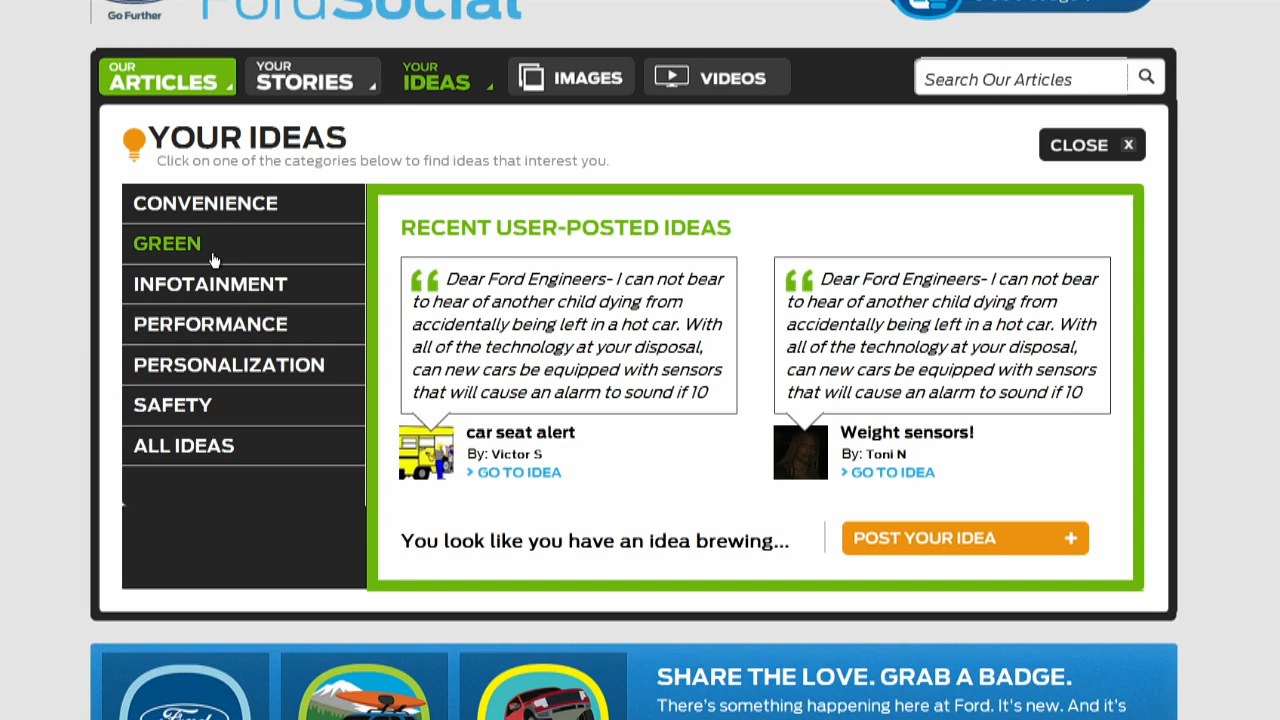 Go Further
FordSocial
OUR ARTICLES
YOUR STORIES
YOUR IDEAS
IMAGES
VIDEOS
Search Our Articles
YOUR IDEAS
Click on one of the categories below to find ideas that interest you.
CLOSE X
CONVENIENCE
GREEN
INFOTAINMENT
PERFORMANCE
PERSONALIZATION
SAFETY
ALL IDEAS
RECENT USER-POSTED IDEAS
Dear Ford Engineers- I can not bear
to hear of another child dying from
accidentally being left in a hot car. With
all of the technology at your disposal,
can new cars be equipped with sensors
that will cause an alarm to sound if 10
car seat alert
By: Victor S
> GO TO IDEA
Dear Ford Engineers- I can not bear
to hear of another child dying from
accidentally being left in a hot car. With
all of the technology at your disposal,
can new cars be equipped with sensors
that will cause an alarm to sound if 10
Weight sensors!
By: Toni N
> GO TO IDEA
You look like you have an idea brewing...
POST YOUR IDEA +
Ford
SHARE THE LOVE. GRAB A BADGE.
There's something happening here at Ford. It's new. And it's